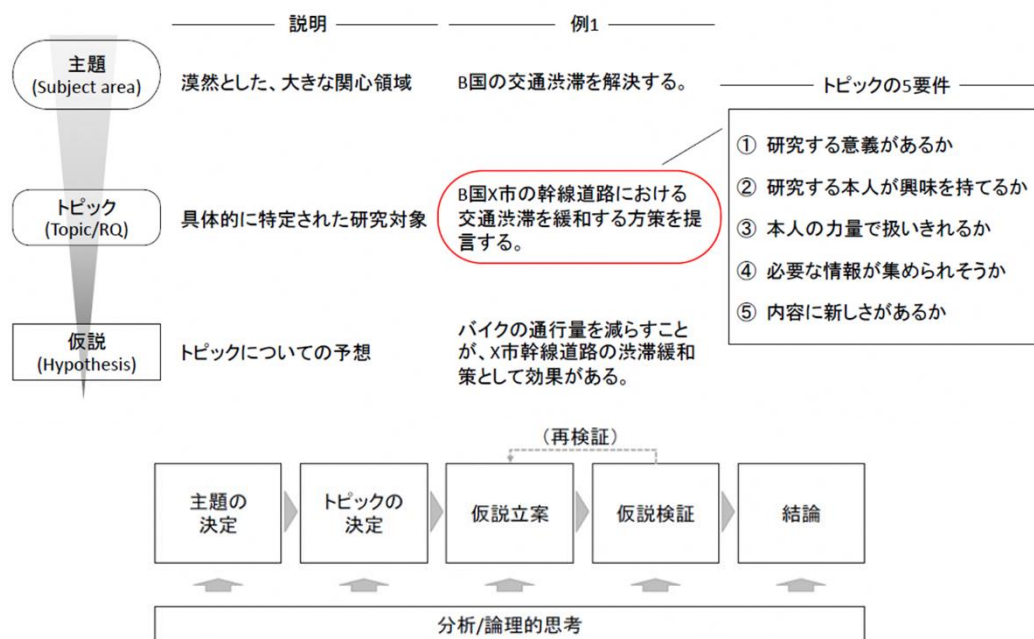 説明
例1
主題
(Subject area)
漠然とした、大きな関心領域
B国の交通渋滞を解決する。
トピックの5要件
① 研究する意義があるか
② 研究する本人が興味を持てるか
③ 本人の力量で扱いきれるか
④ 必要な情報が集められそうか
⑤ 内容に新しさがあるか
トピック
(Topic/RQ)
具体的に特定された研究対象
B国X市の幹線道路における
交通渋滞を緩和する方策を提
言する。
仮説
(Hypothesis)
トピックについての予想
バイクの通行量を減らすこと
が、X市幹線道路の渋滞緩和
策として効果がある。
(再検証)
主題の
決定
トピックの
決定
仮説立案
仮説検証
結論
分析/論理的思考